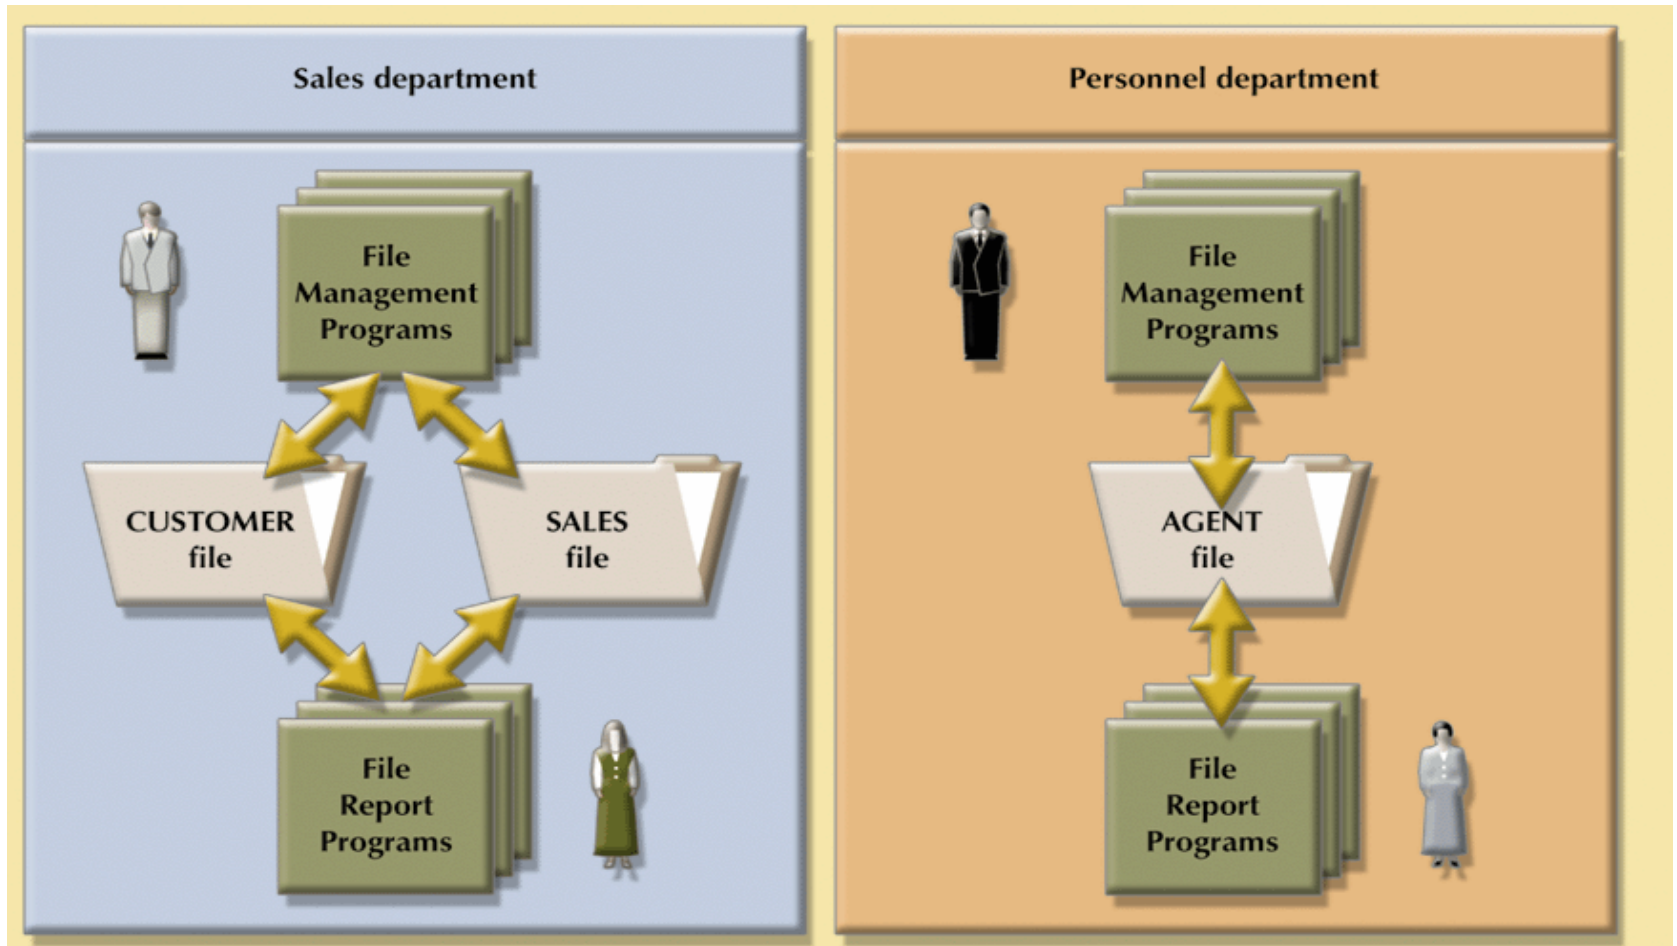 Sales department
File
Management
Programs
CUSTOMER
file
SALES
file
File
Report
Programs
Personnel department
File
Management
Programs
AGENT
file
File
Report
Programs